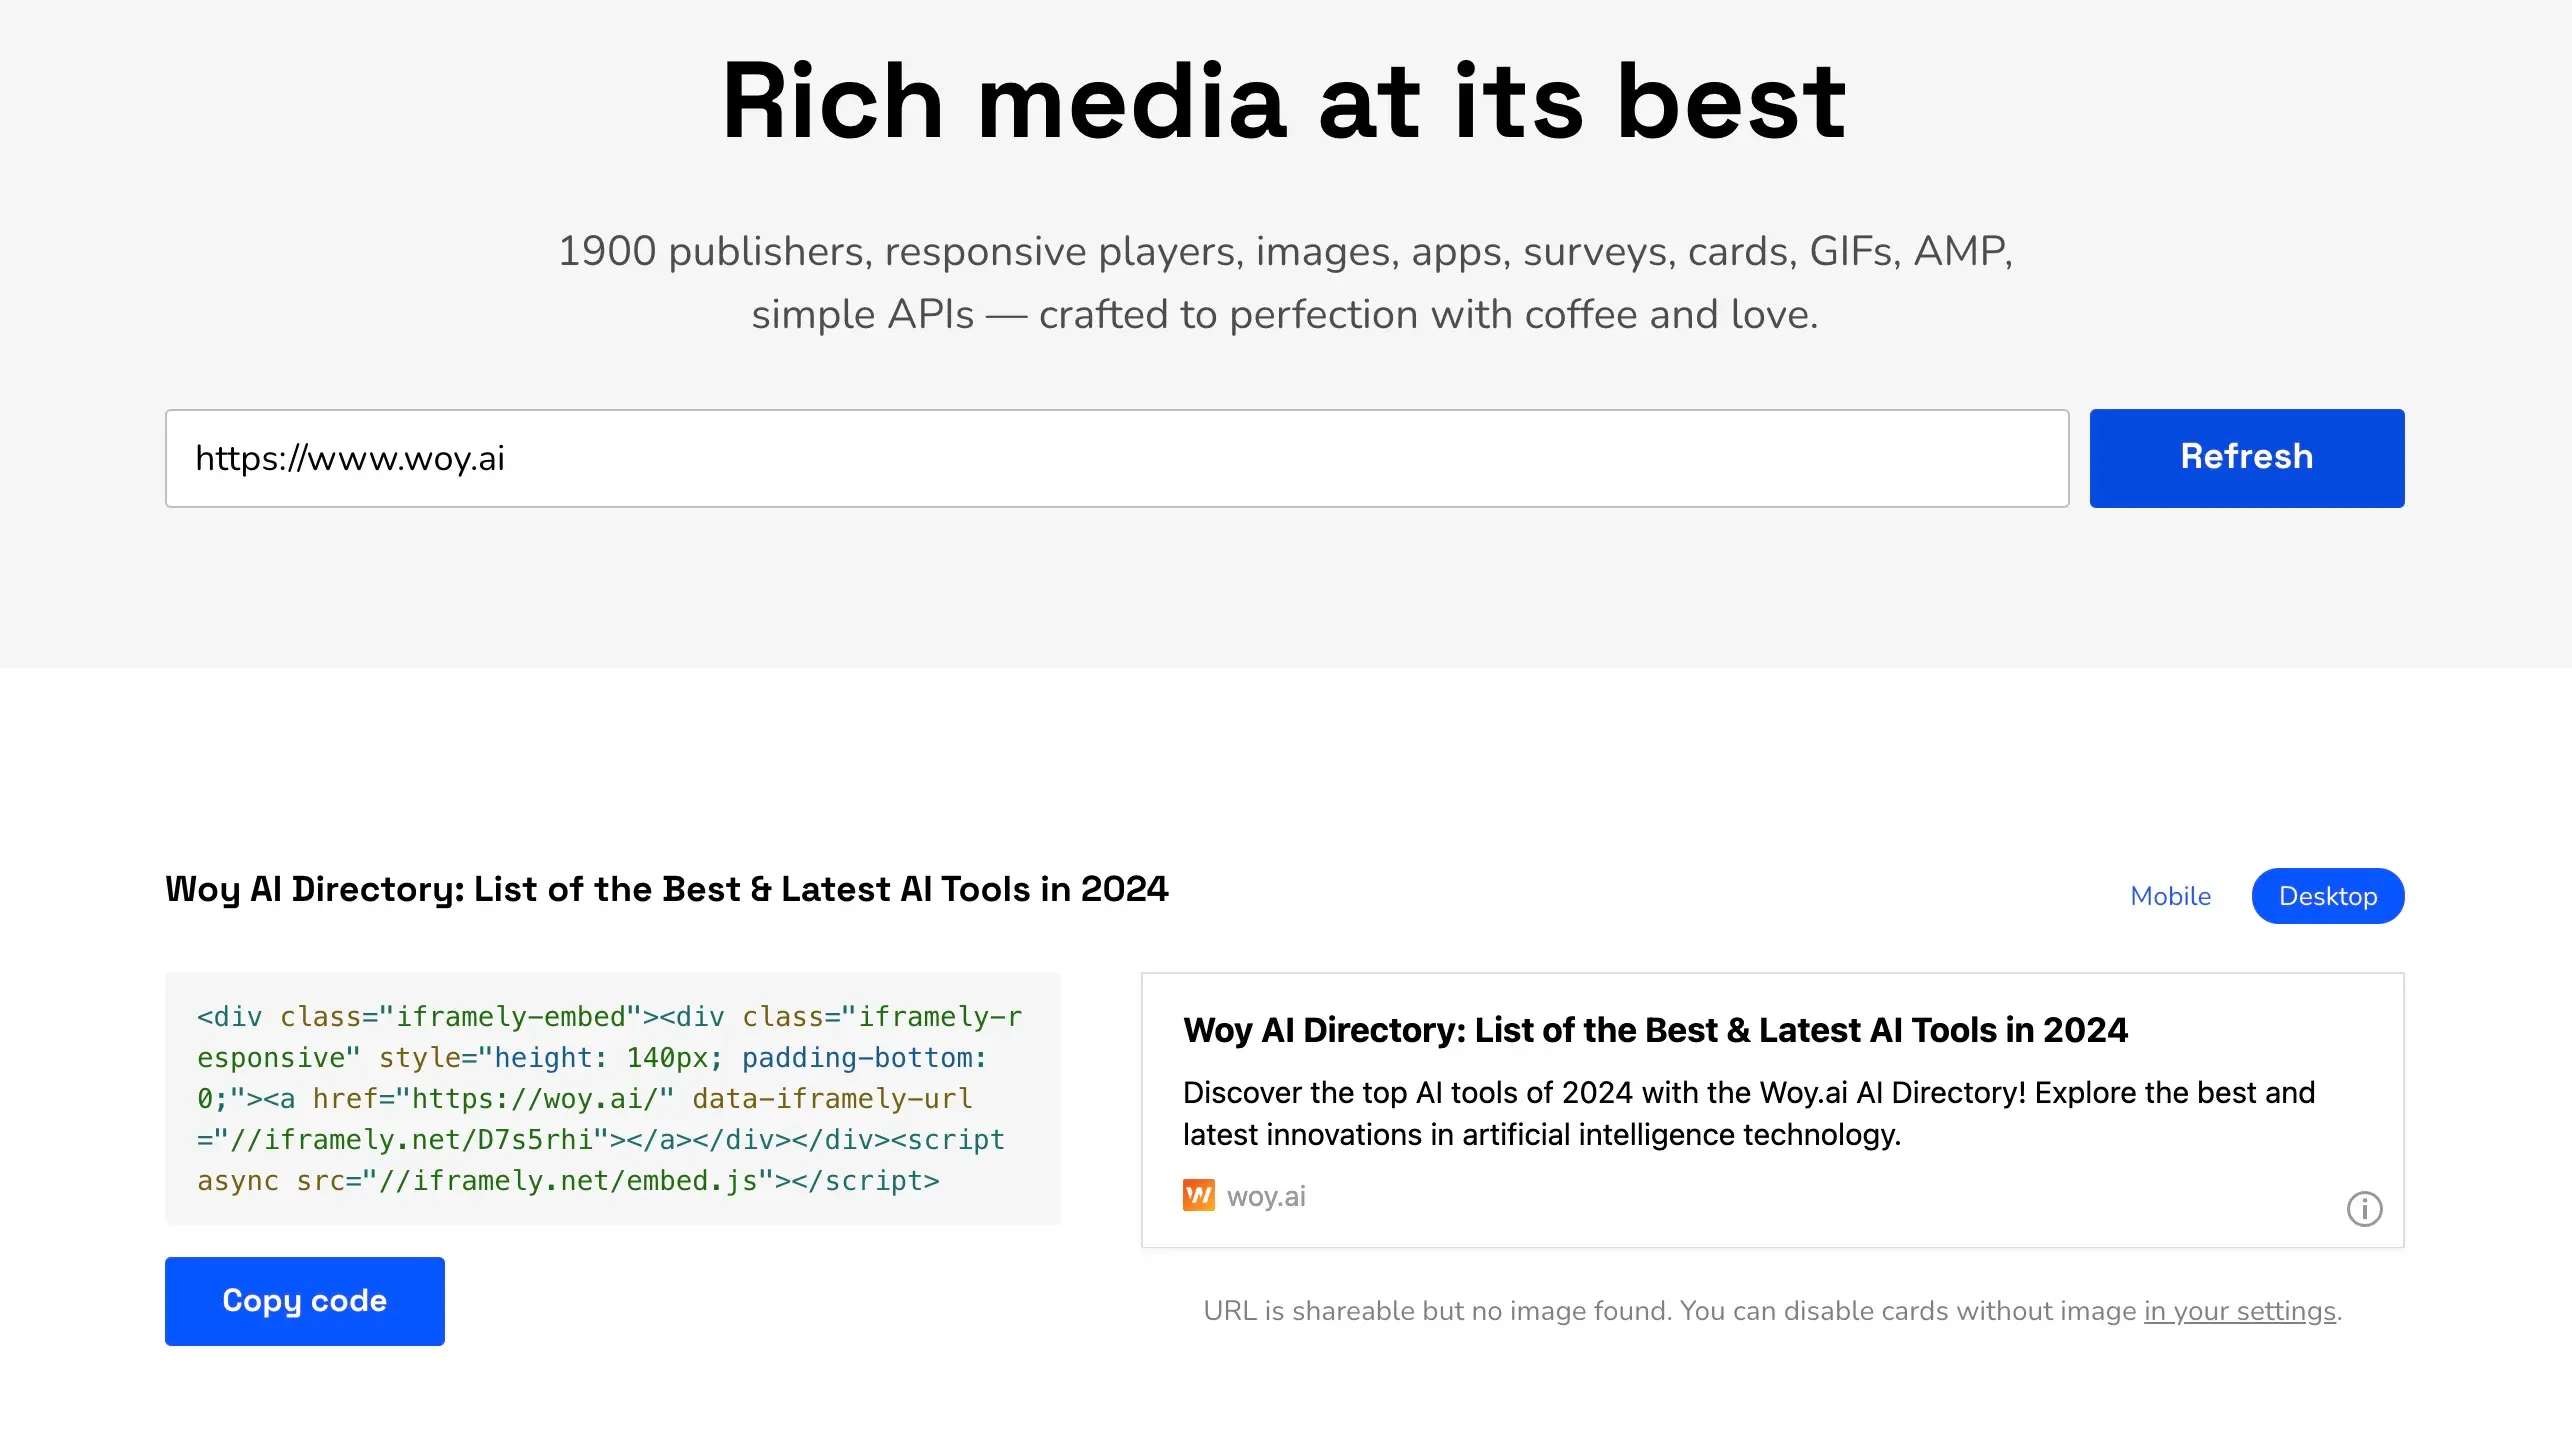 Rich media at its best
1900 publishers, responsive players, images, apps, surveys, cards, GIFs, AMP,
simple APIs — crafted to perfection with coffee and love.
https://www.woy.ai
Refresh
Woy AI Directory: List of the Best & Latest AI Tools in 2024
Mobile
Desktop
<div class="iframely-embed"><div class="iframely-r
esponsive" style="height: 140px; padding-bottom:
0;"><a href="https://woy.ai/" data-iframely-url
="//iframely.net/D7s5rhi"></a></div></div><script
async src="//iframely.net/embed.js"></script>
Copy code
Woy AI Directory: List of the Best & Latest AI Tools in 2024
Discover the top AI tools of 2024 with the Woy.ai AI Directory! Explore the best and
latest innovations in artificial intelligence technology.
W woy.ai
URL is shareable but no image found. You can disable cards without image in your settings.